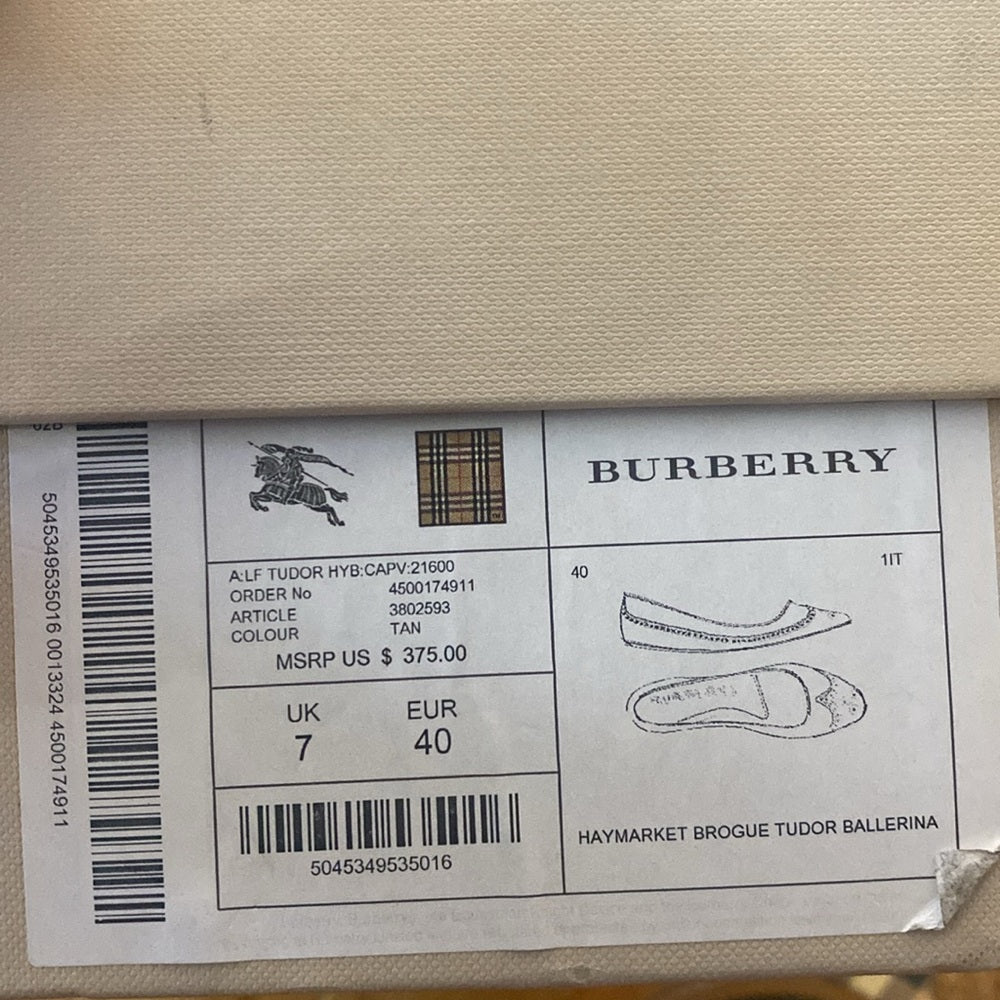 5045349535016 0013324 4500174911
BURBERRY
A:LF TUDOR HYB:CAPV:21600
ORDER No 4500174911
ARTICLE 3802593
COLOUR TAN
MSRP US $ 375.00
UK EUR
7 40
5045349535016
40 1IT
HAYMARKET BROGUE TUDOR BALLERINA